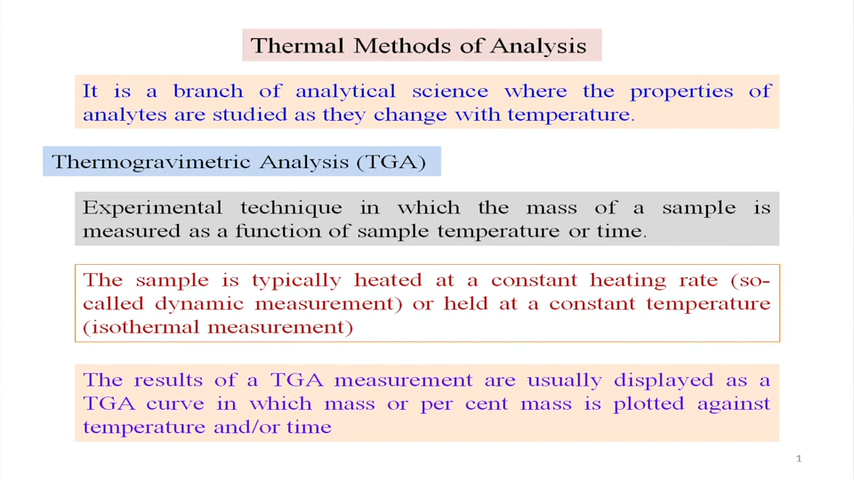 Thermal Methods of Analysis
It is a branch of analytical science where the properties of
analytes are studied as they change with temperature.
Thermogravimetric Analysis (TGA)
Experimental technique in which the mass of a sample is
measured as a function of sample temperature or time.
The sample is typically heated at a constant heating rate (so-
called dynamic measurement) or held at a constant temperature
(isothermal measurement)
The results of a TGA measurement are usually displayed as a
TGA curve in which mass or per cent mass is plotted against
temperature and/or time
1